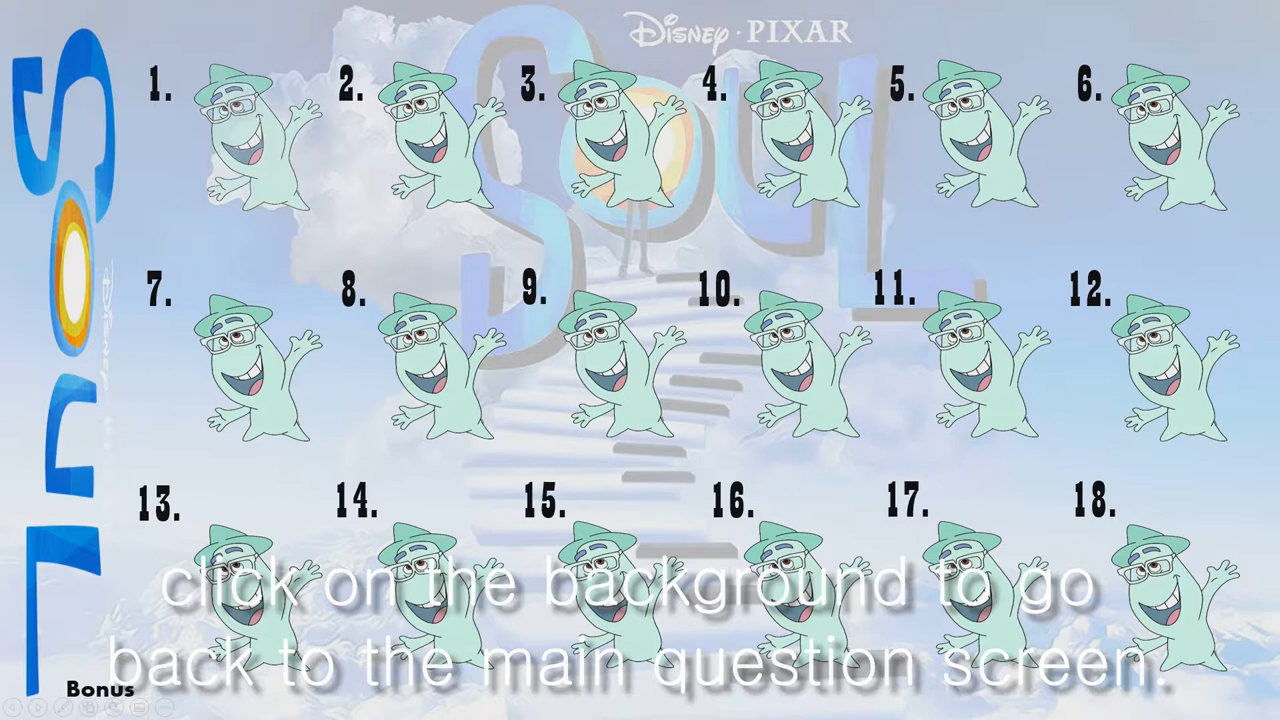 Disney · PIXAR
SOUL
SOUL
1. 2. 3. 4. 5. 6.
7. 8. 9. 10. 11. 12.
13. 14. 15. 16. 17. 18.
click on the background to go
back to the main question screen.
Bonus